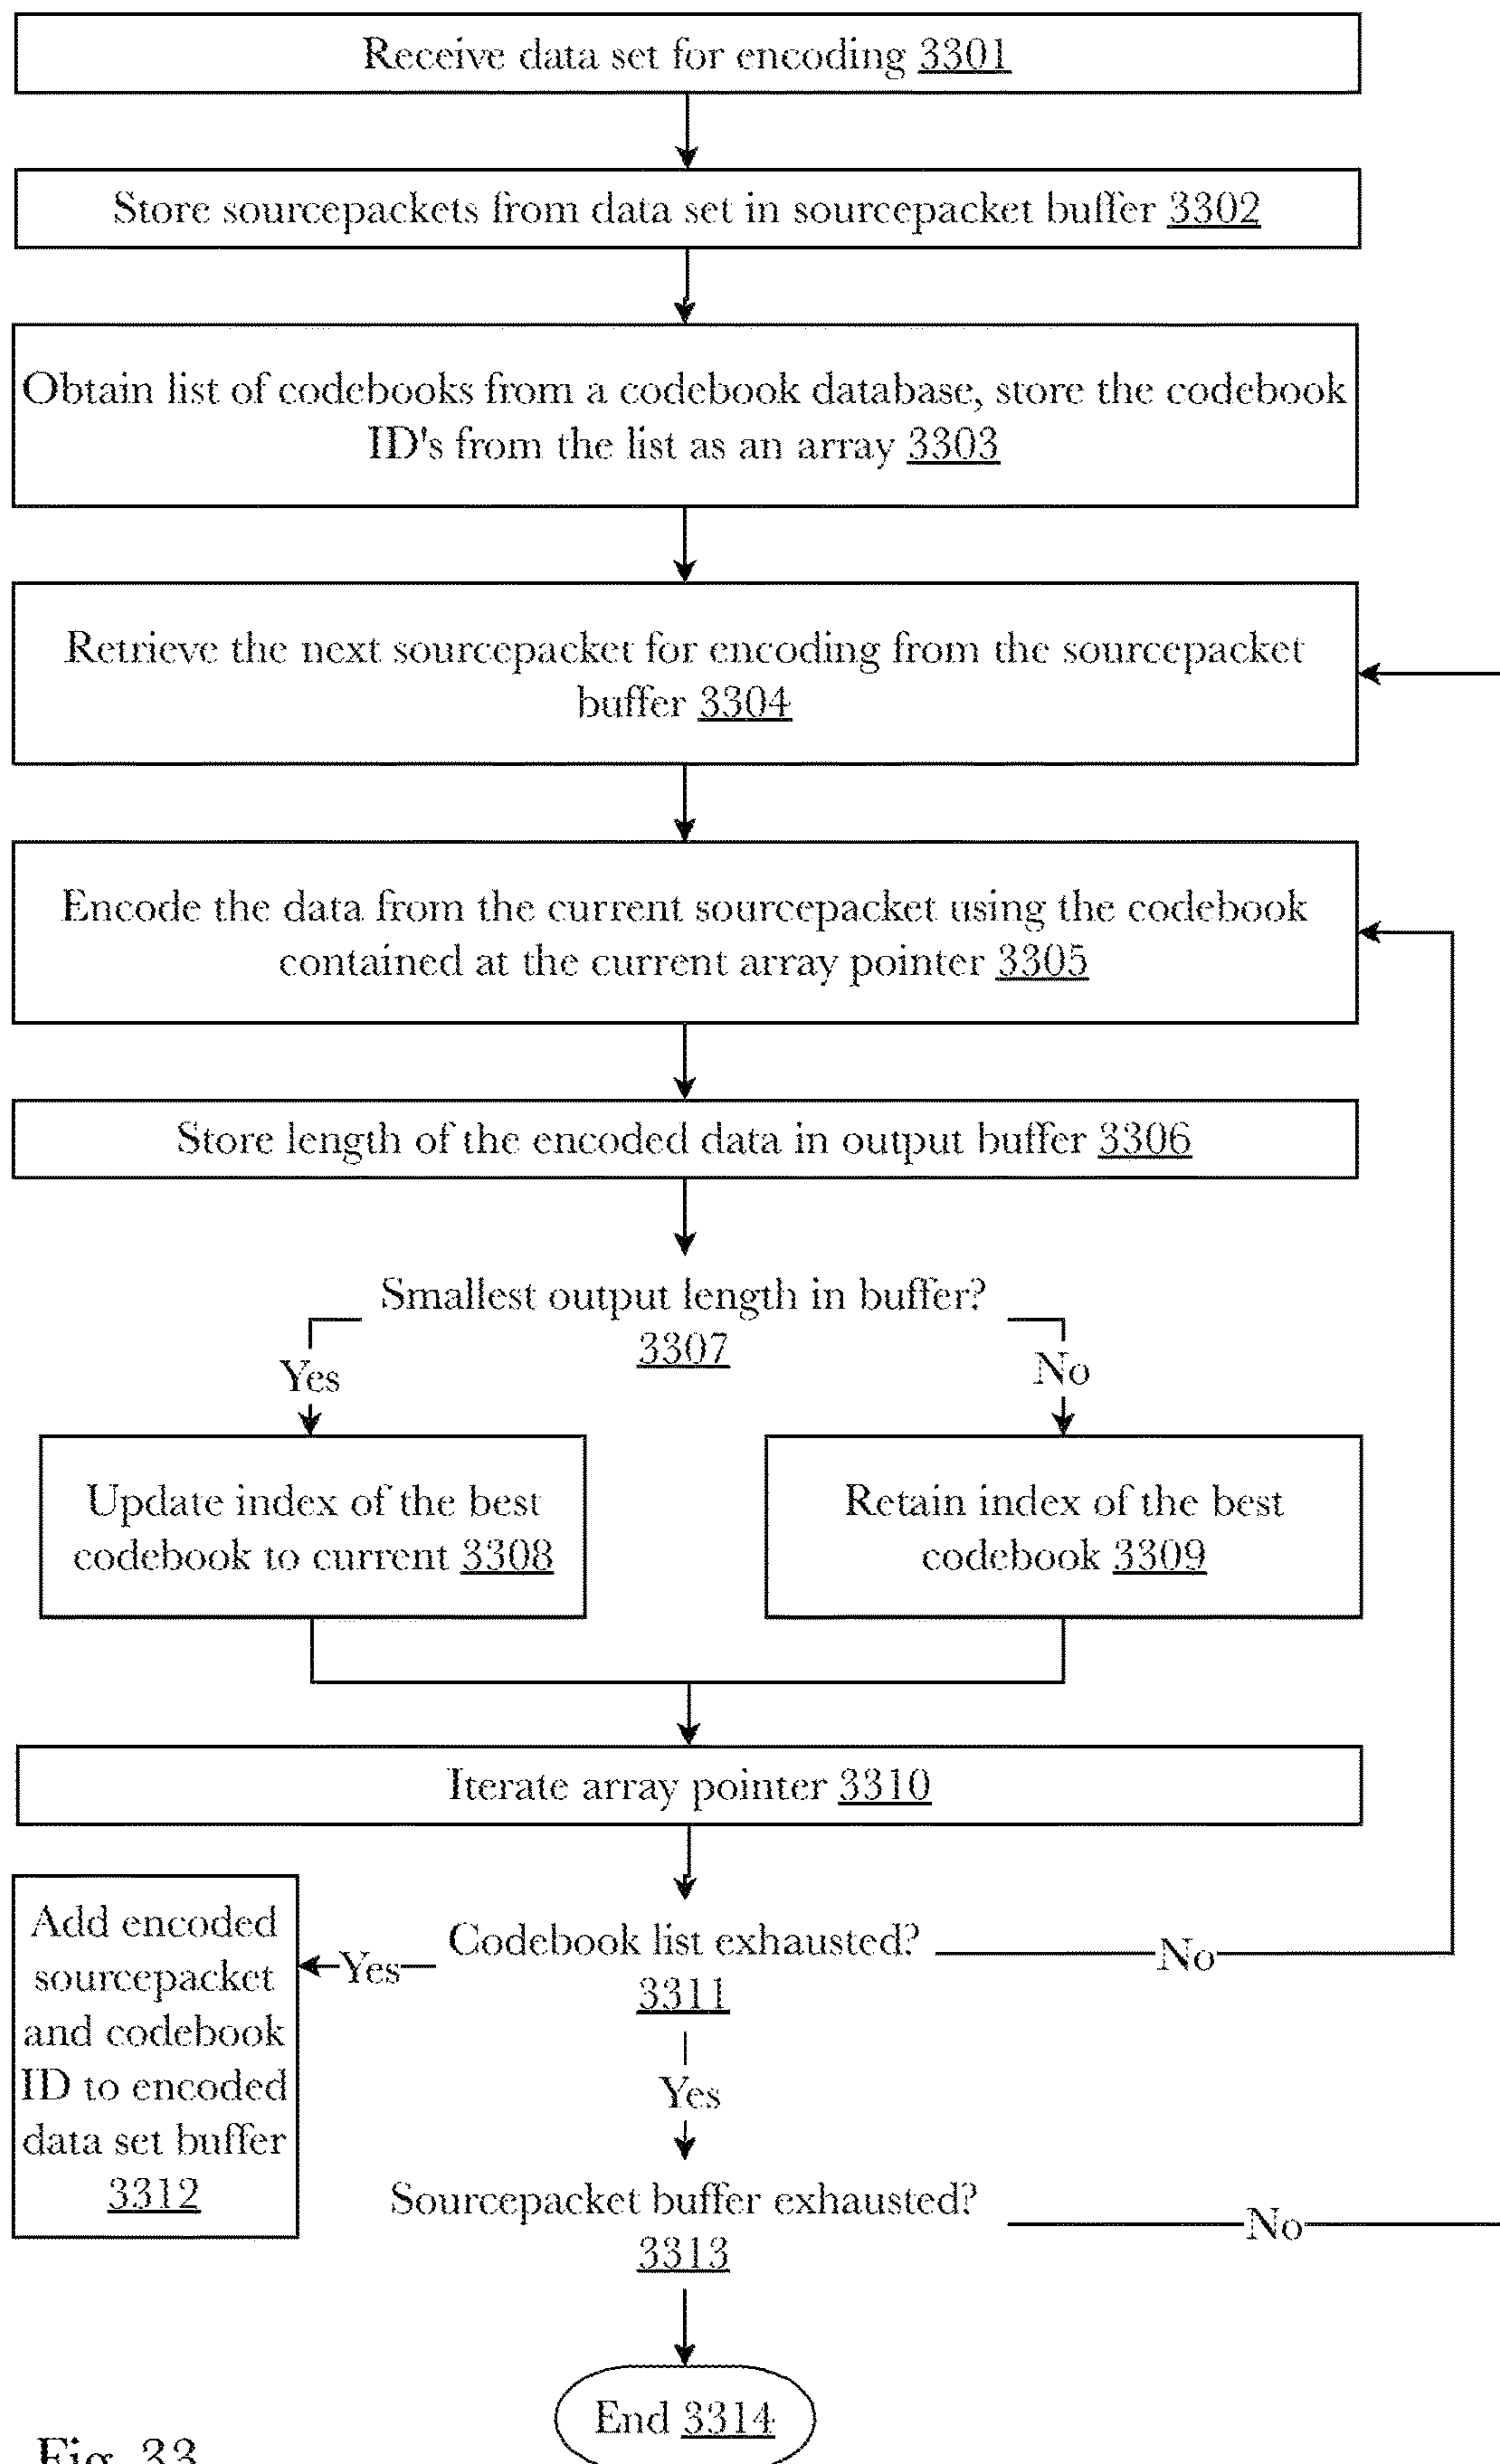 Receive data set for encoding 3301
Store sourcepackets from data set in sourcepacket buffer 3302
Obtain list of codebooks from a codebook database, store the codebook
ID's from the list as an array 3303
Retrieve the next sourcepacket for encoding from the sourcepacket
buffer 3304
Encode the data from the current sourcepacket using the codebook
contained at the current array pointer 3305
Store length of the encoded data in output buffer 3306
Smallest output length in buffer?
3307
Yes
No
Update index of the best
codebook to current 3308
Retain index of the best
codebook 3309
Iterate array pointer 3310
Codebook list exhausted?
3311
Yes
No
Add encoded
sourcepacket
and codebook
ID to encoded
data set buffer
3312
Yes
Sourcepacket buffer exhausted?
3313
No
End 3314
Fig. 33